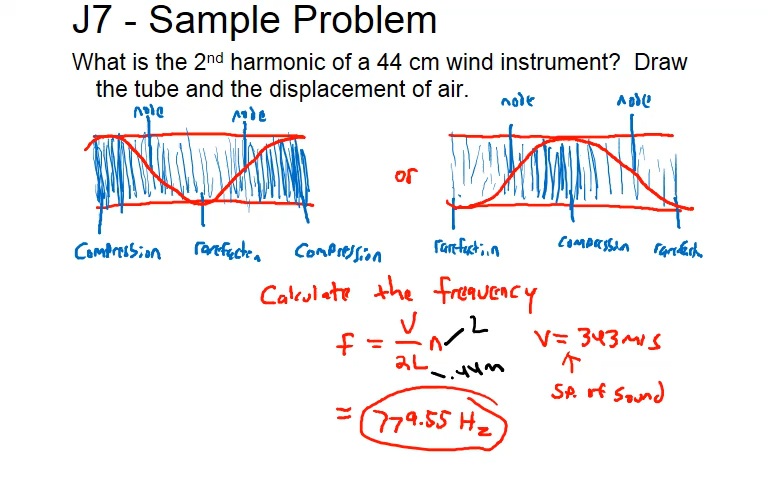 J7 - Sample Problem
What is the 2nd harmonic of a 44 cm wind instrument? Draw
the tube and the displacement of air.
node node node node
or
Compression rarefaction Compression rarefaction Compression
Calculate the frequency
f = V/2L n 2 .44m V = 343 m/s
Sp. of Sound
= 779.55 Hz